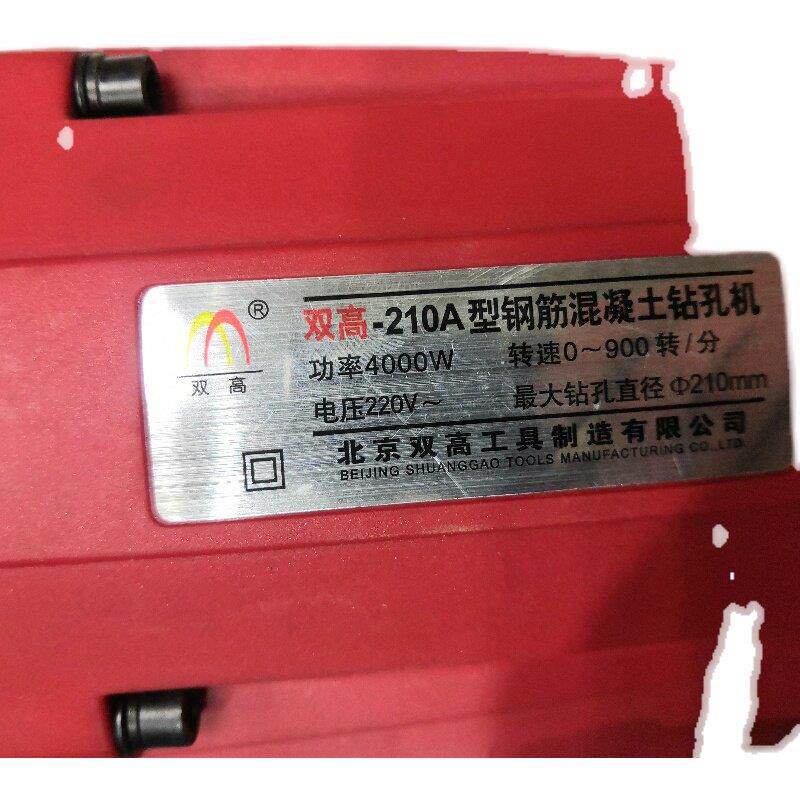 ®
双高
双高-210A型钢筋混凝土钻孔机
功率4000W 转速0～900转/分
电压220V～ 最大钻孔直径Φ210mm
北京双高工具制造有限公司
BEIJING SHUANGGAO TOOLS MANUFACTURING CO.,LTD.